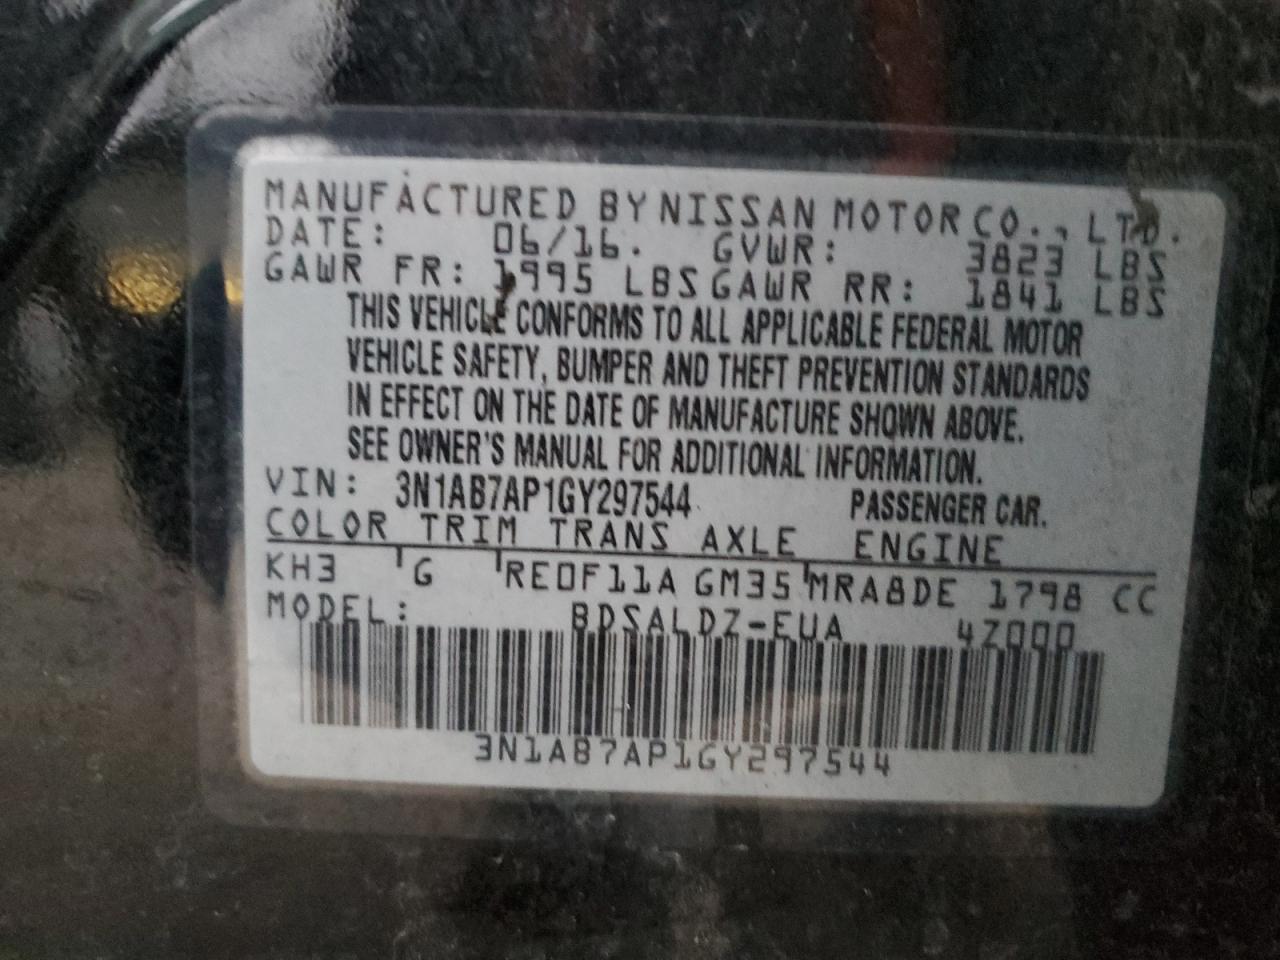 MANUFACTURED BY NISSAN MOTOR CO., LTD.
DATE: 06/16. GVWR: 3823 LBS
GAWR FR: 1995 LBS GAWR RR: 1841 LBS
THIS VEHICLE CONFORMS TO ALL APPLICABLE FEDERAL MOTOR
VEHICLE SAFETY, BUMPER AND THEFT PREVENTION STANDARDS
IN EFFECT ON THE DATE OF MANUFACTURE SHOWN ABOVE.
SEE OWNER'S MANUAL FOR ADDITIONAL INFORMATION.
VIN: 3N1AB7AP1GY297544 PASSENGER CAR.
COLOR TRIM TRANS AXLE ENGINE
KH3 G RE0F11A GM35 MRA8DE 1798 CC
MODEL: BDSALDZ-EUA 4Z000
3N1AB7AP1GY297544